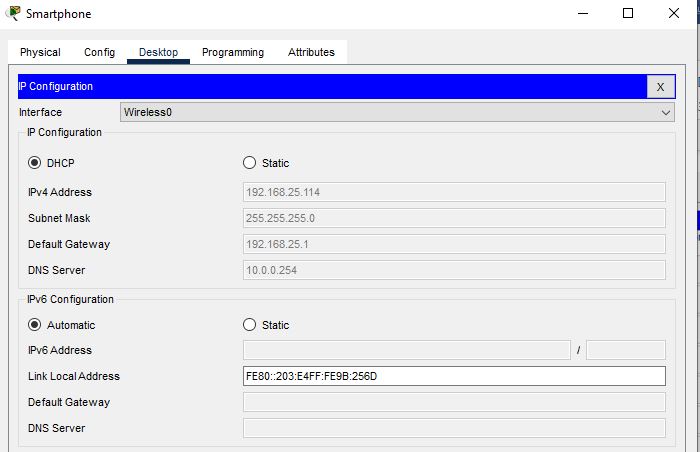 Smartphone
Physical Config Desktop Programming Attributes
IP Configuration X
Interface Wireless0
IP Configuration
DHCP Static
IPv4 Address 192.168.25.114
Subnet Mask 255.255.255.0
Default Gateway 192.168.25.1
DNS Server 10.0.0.254
IPv6 Configuration
Automatic Static
IPv6 Address /
Link Local Address FE80::203:E4FF:FE9B:256D
Default Gateway
DNS Server